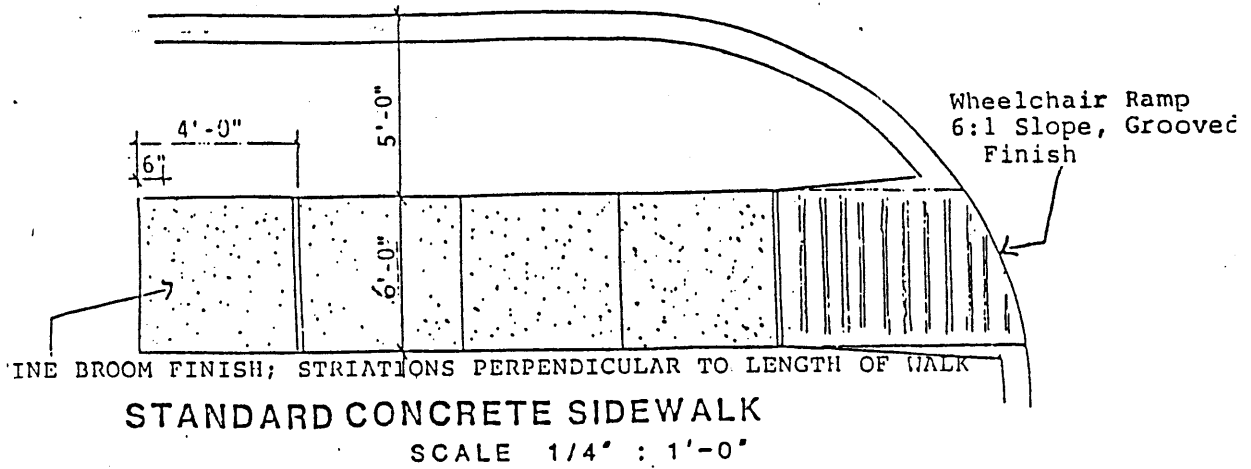 Wheelchair Ramp
6:1 Slope, Grooved
Finish
4'-0"
5'-0"
6"
6'-0"
INE BROOM FINISH; STRIATIONS PERPENDICULAR TO LENGTH OF WALK
STANDARD CONCRETE SIDEWALK
SCALE 1/4" : 1'-0"